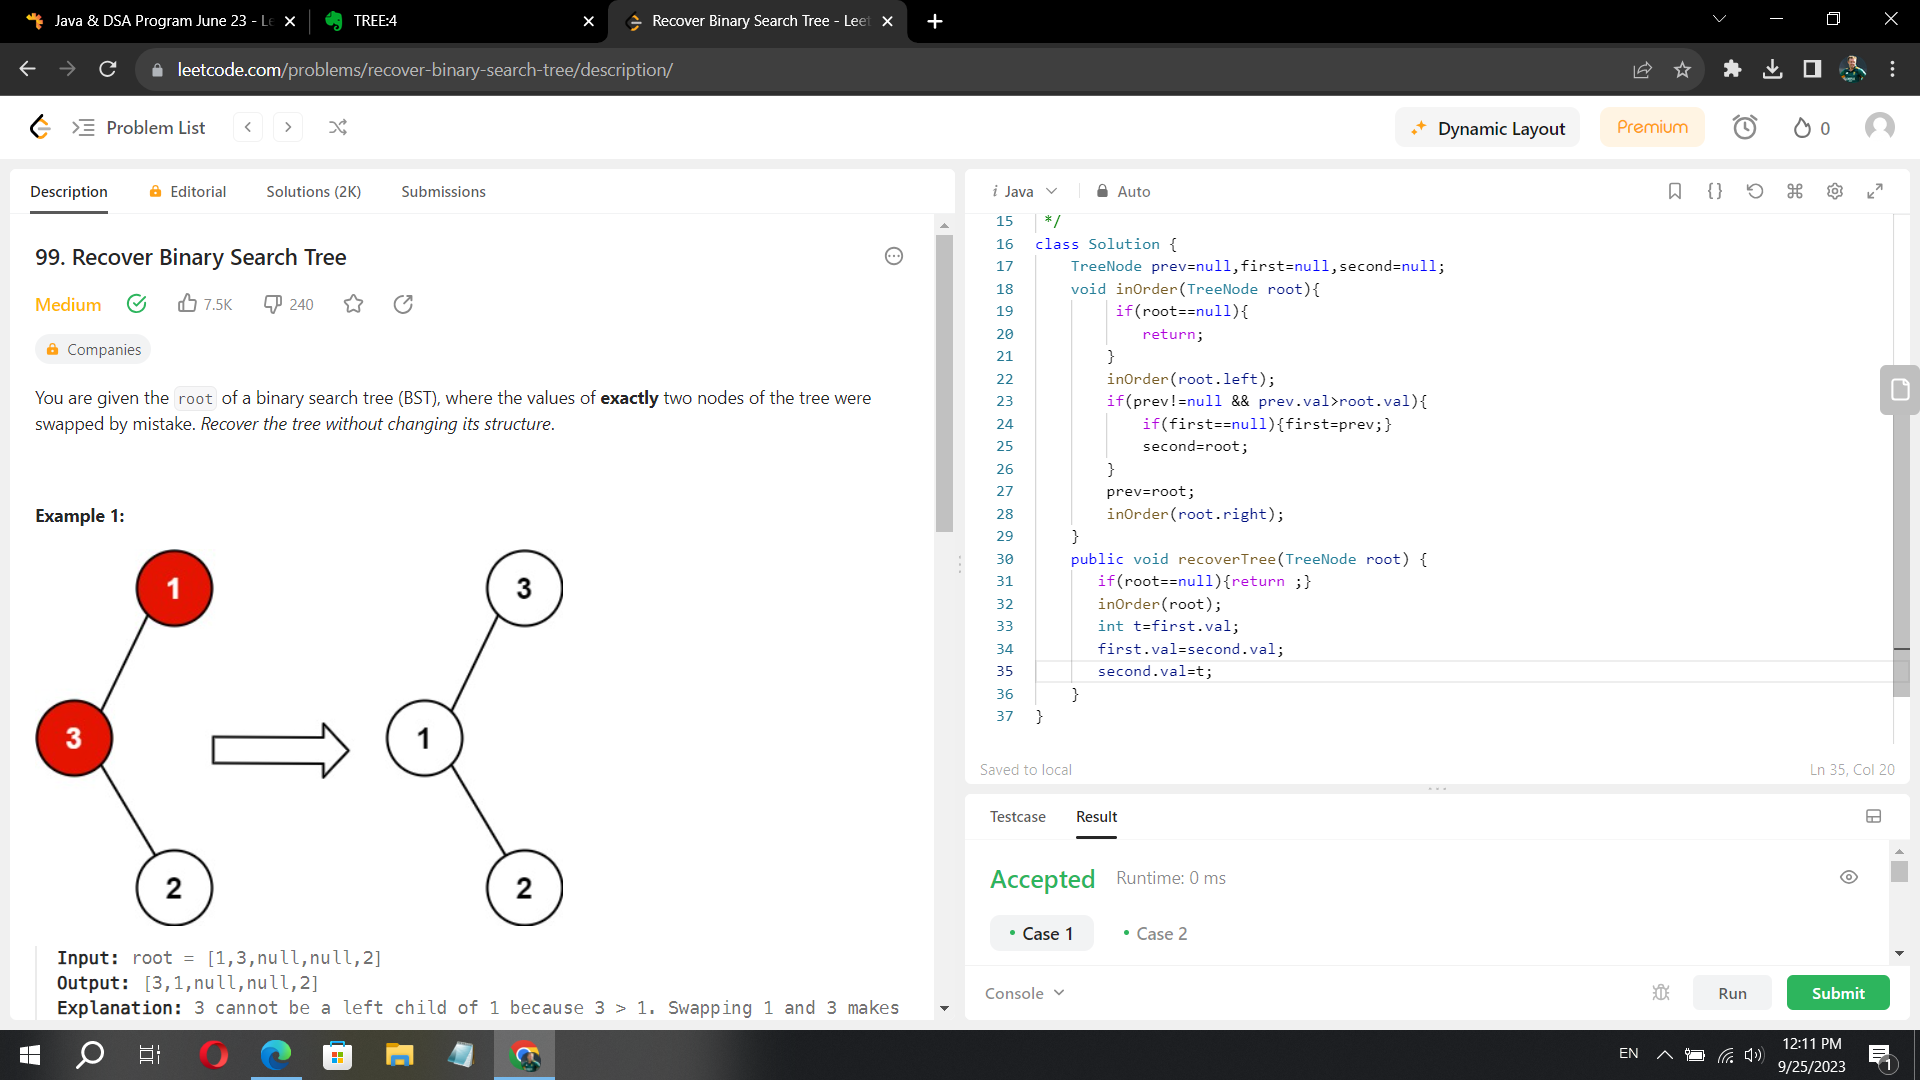 Java & DSA Program June 23 - Le
TREE:4
Recover Binary Search Tree - Leet
leetcode.com/problems/recover-binary-search-tree/description/
Problem List
Dynamic Layout
Premium
0
Description
Editorial
Solutions (2K)
Submissions
99. Recover Binary Search Tree
Medium
7.5K
240
Companies
You are given the root of a binary search tree (BST), where the values of exactly two nodes of the tree were
swapped by mistake. Recover the tree without changing its structure.
Example 1:
1
3
3
1
2
2
Input: root = [1,3,null,null,2]
Output: [3,1,null,null,2]
Explanation: 3 cannot be a left child of 1 because 3 > 1. Swapping 1 and 3 makes
i Java
Auto
15 */
16 class Solution {
17 TreeNode prev=null,first=null,second=null;
18 void inOrder(TreeNode root){
19 if(root==null){
20 return;
21 }
22 inOrder(root.left);
23 if(prev!=null && prev.val>root.val){
24 if(first==null){first=prev;}
25 second=root;
26 }
27 prev=root;
28 inOrder(root.right);
29 }
30 public void recoverTree(TreeNode root) {
31 if(root==null){return ;}
32 inOrder(root);
33 int t=first.val;
34 first.val=second.val;
35 second.val=t;
36 }
37 }
Saved to local
Ln 35, Col 20
Testcase
Result
Accepted
Runtime: 0 ms
• Case 1
• Case 2
Console
Run
Submit
EN
12:11 PM
9/25/2023
1